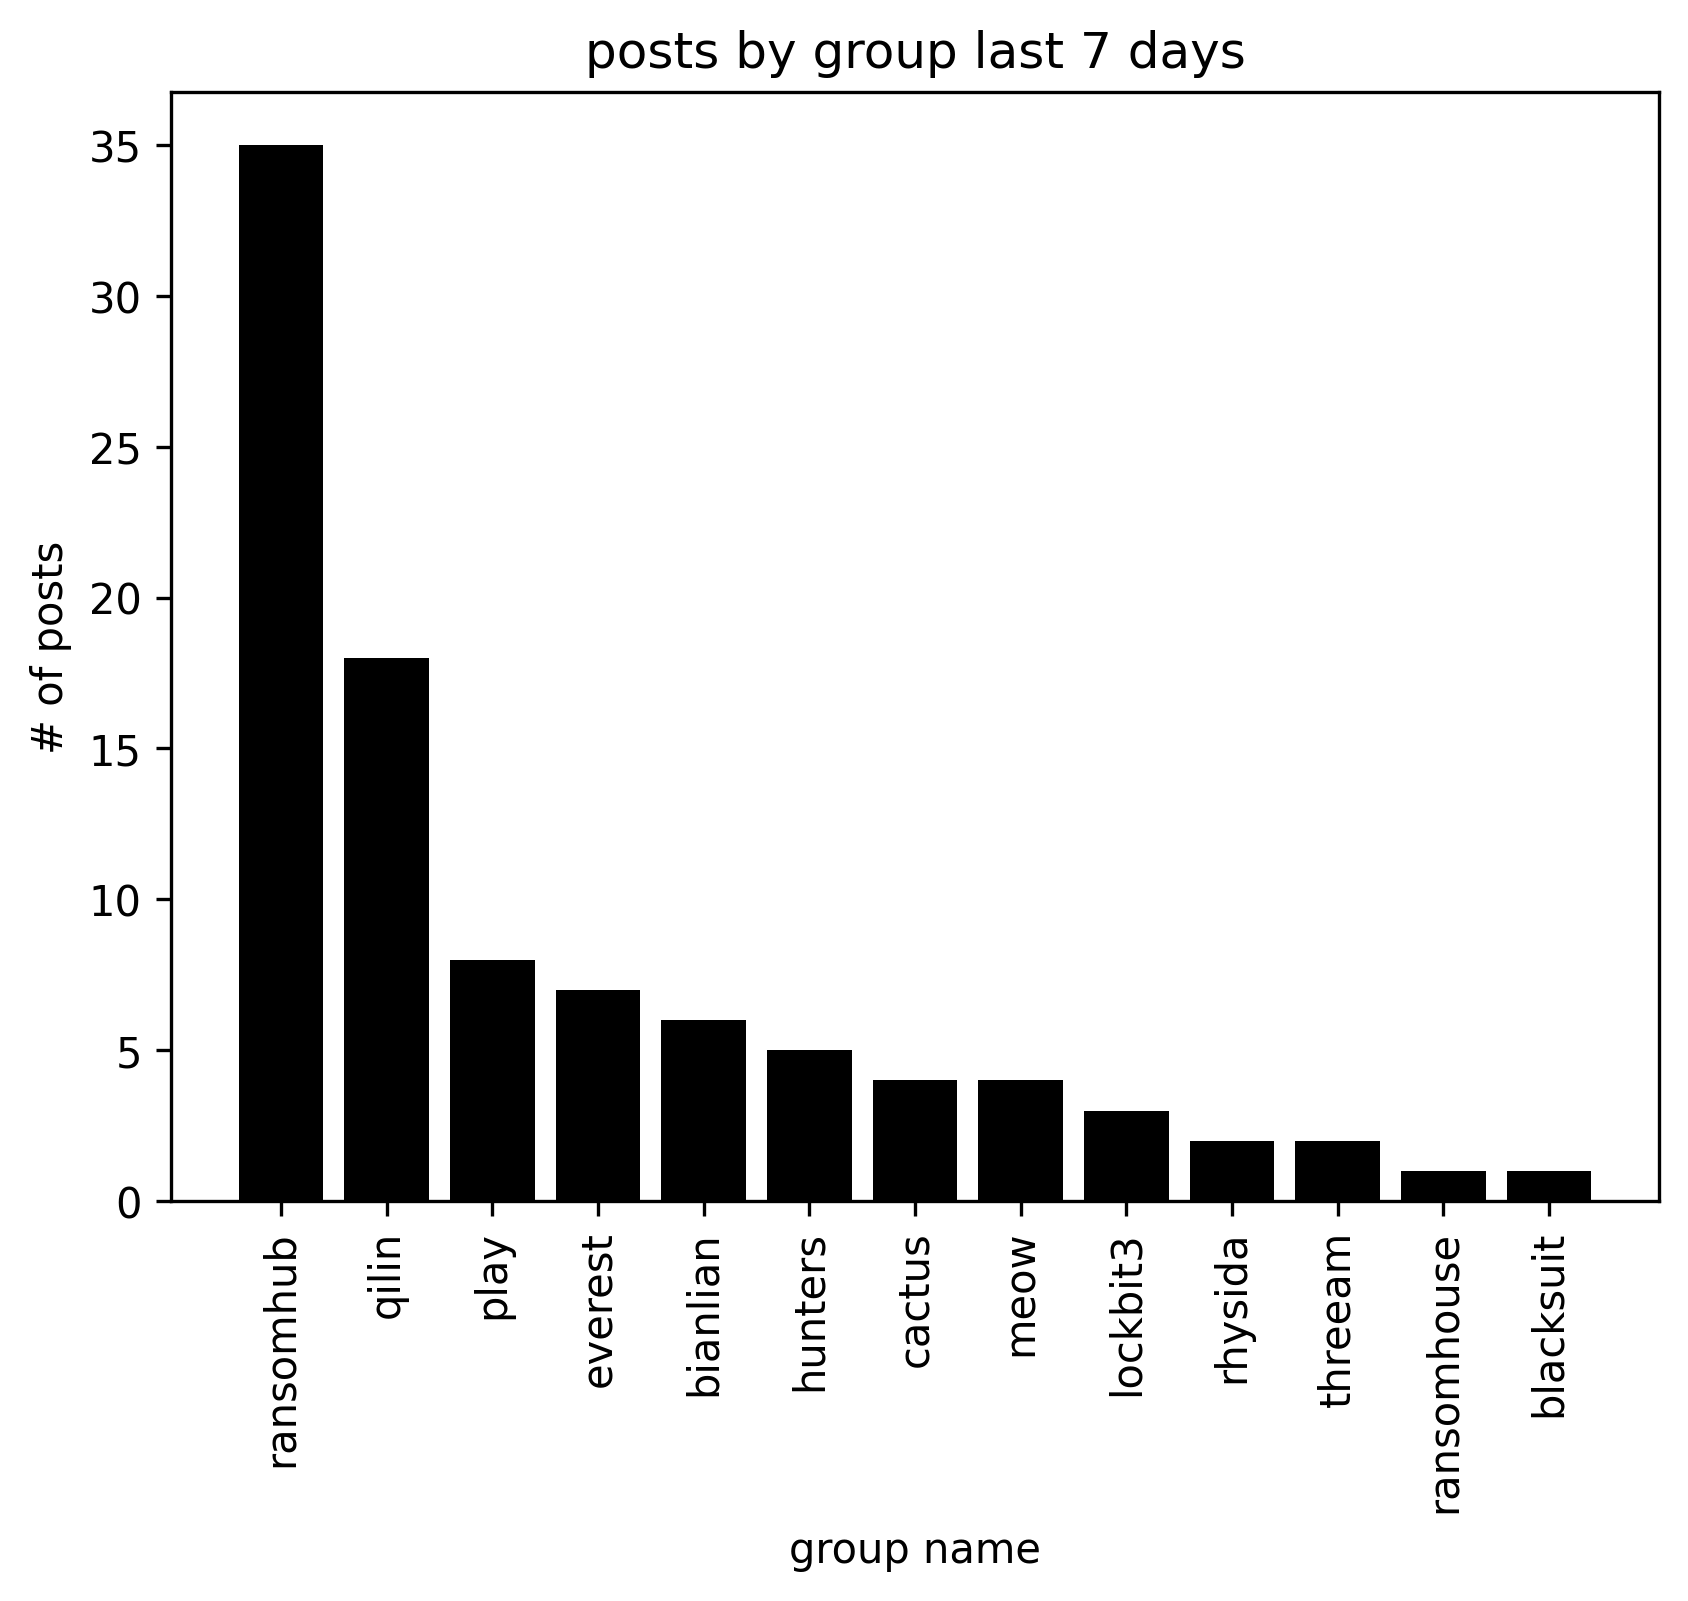 posts by group last 7 days
# of posts
35
30
25
20
15
10
5
0
ransomhub
qilin
play
everest
bianlian
hunters
cactus
meow
lockbit3
rhysida
threeam
ransomhouse
blacksuit
group name